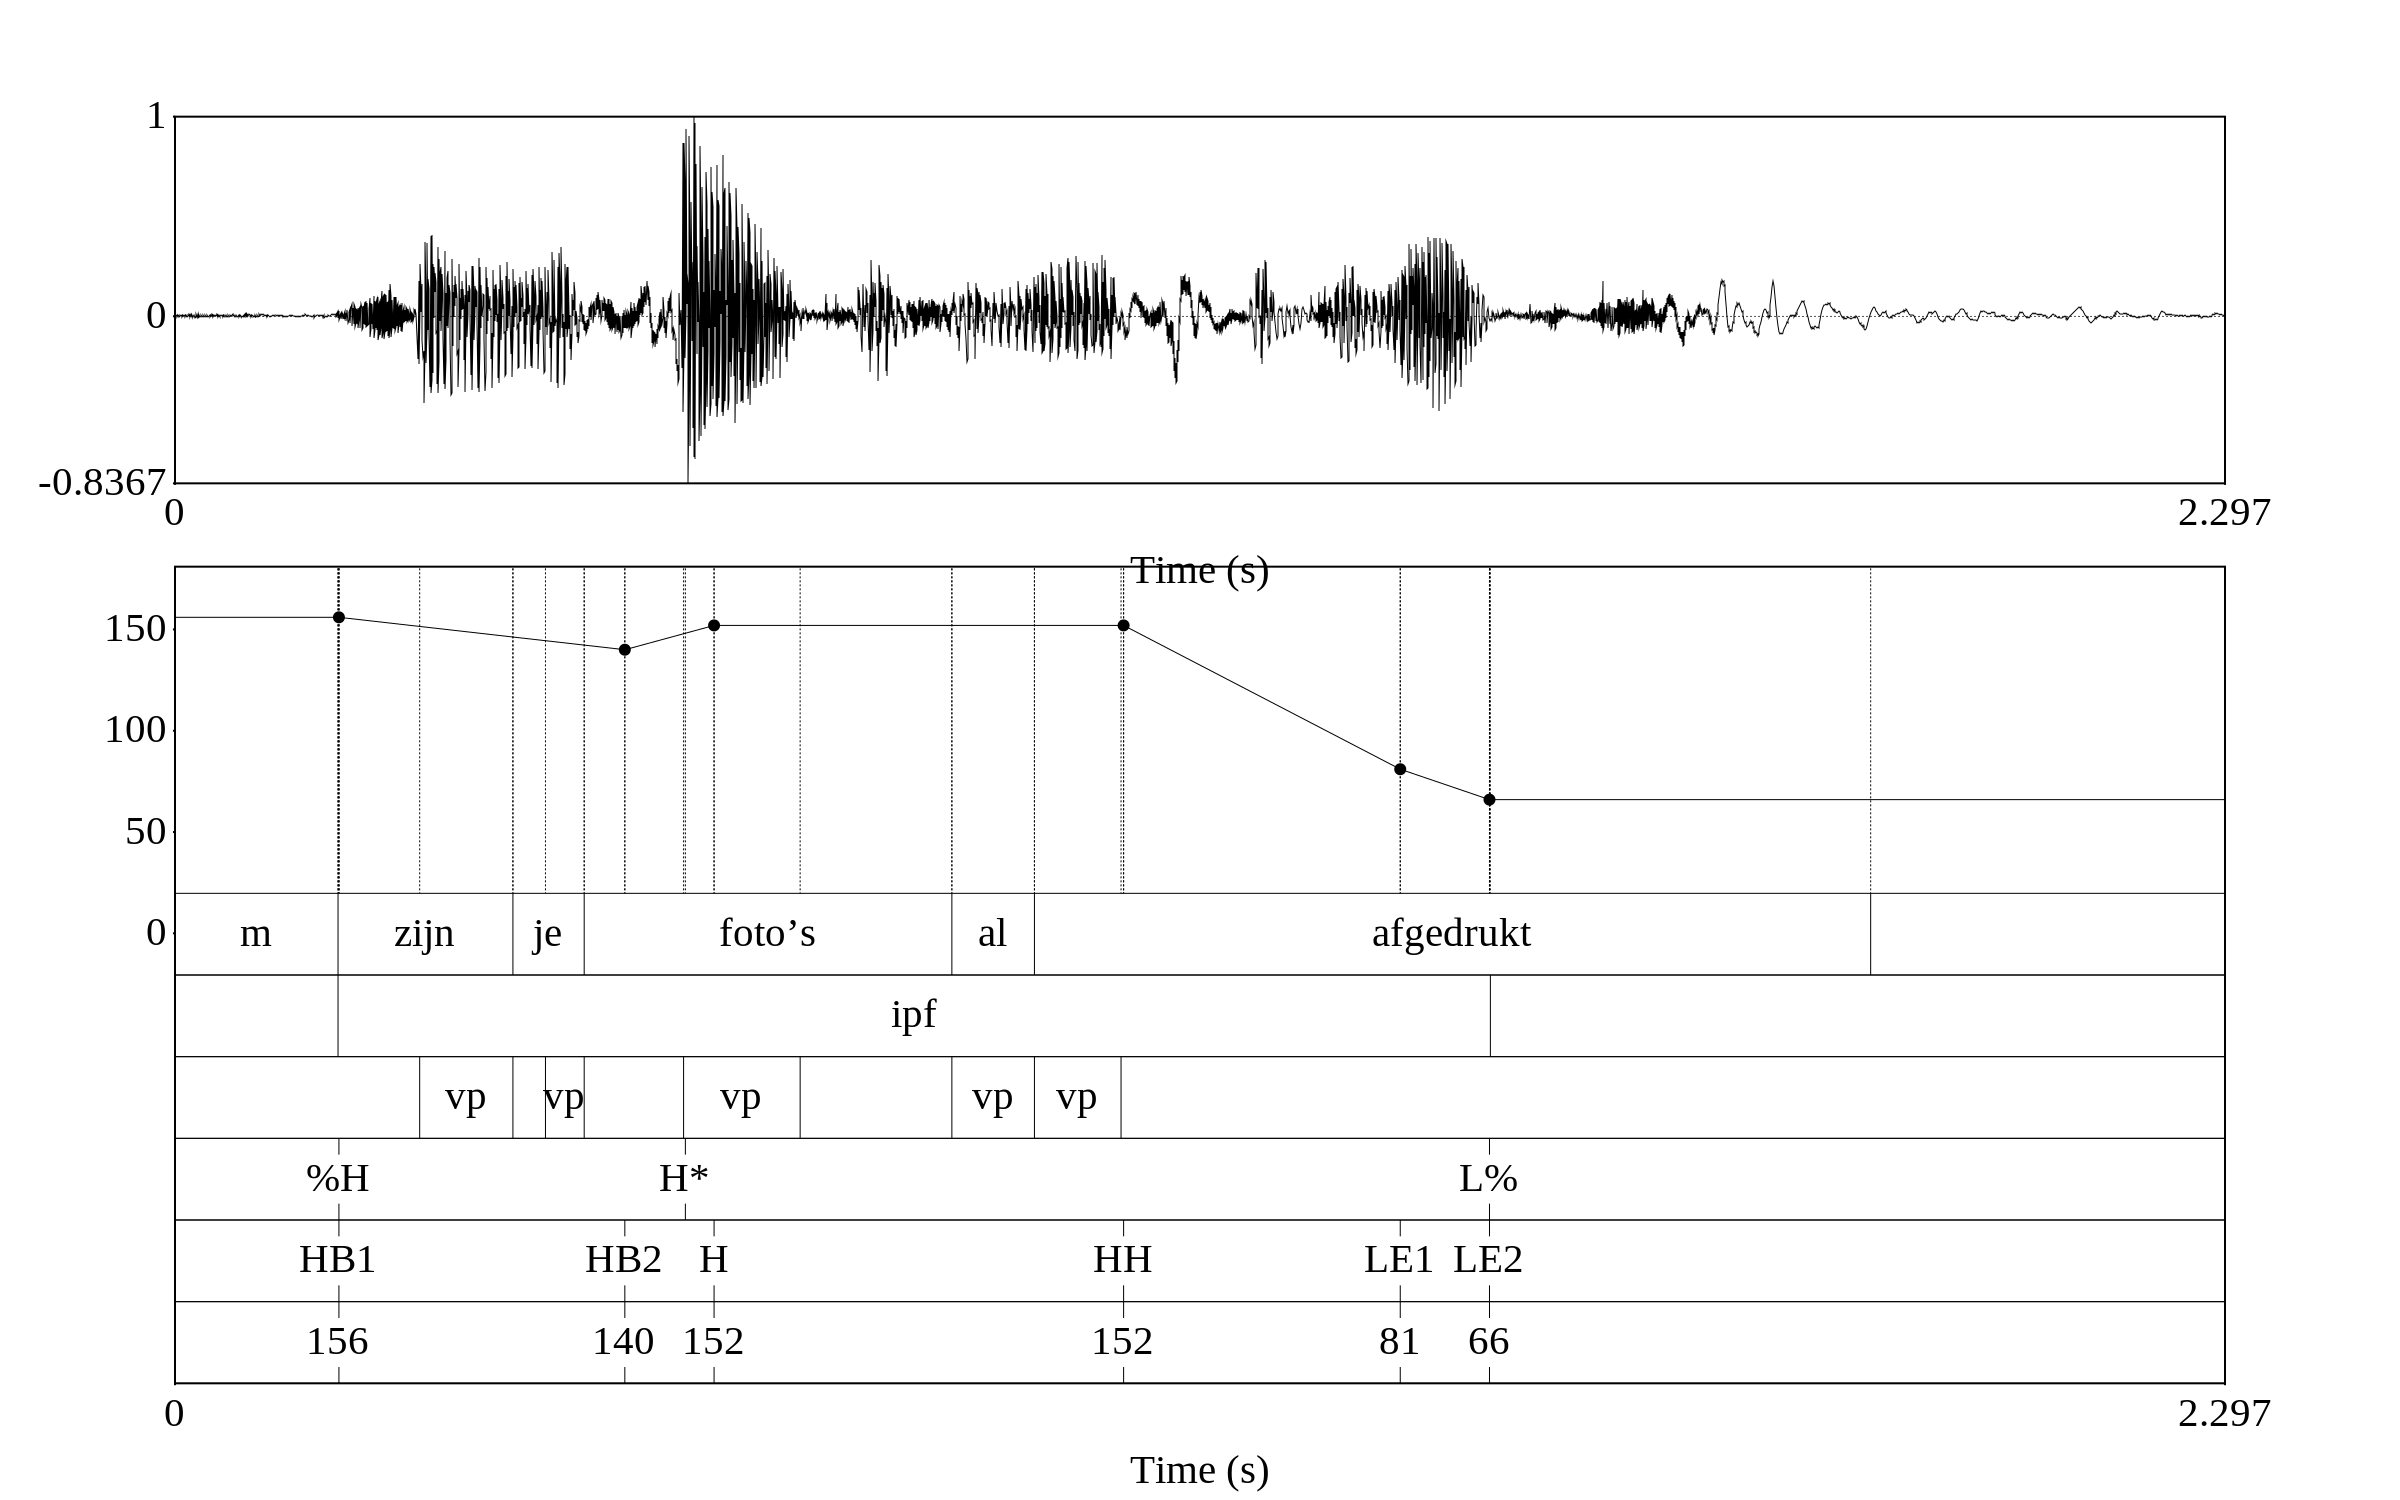 1
0
-0.8367
0 2.297
Time (s)
150
100
50
0
m zijn je foto’s al afgedrukt
ipf
vp vp vp vp vp
%H H* L%
HB1 HB2 H HH LE1 LE2
156 140 152 152 81 66
0 2.297
Time (s)